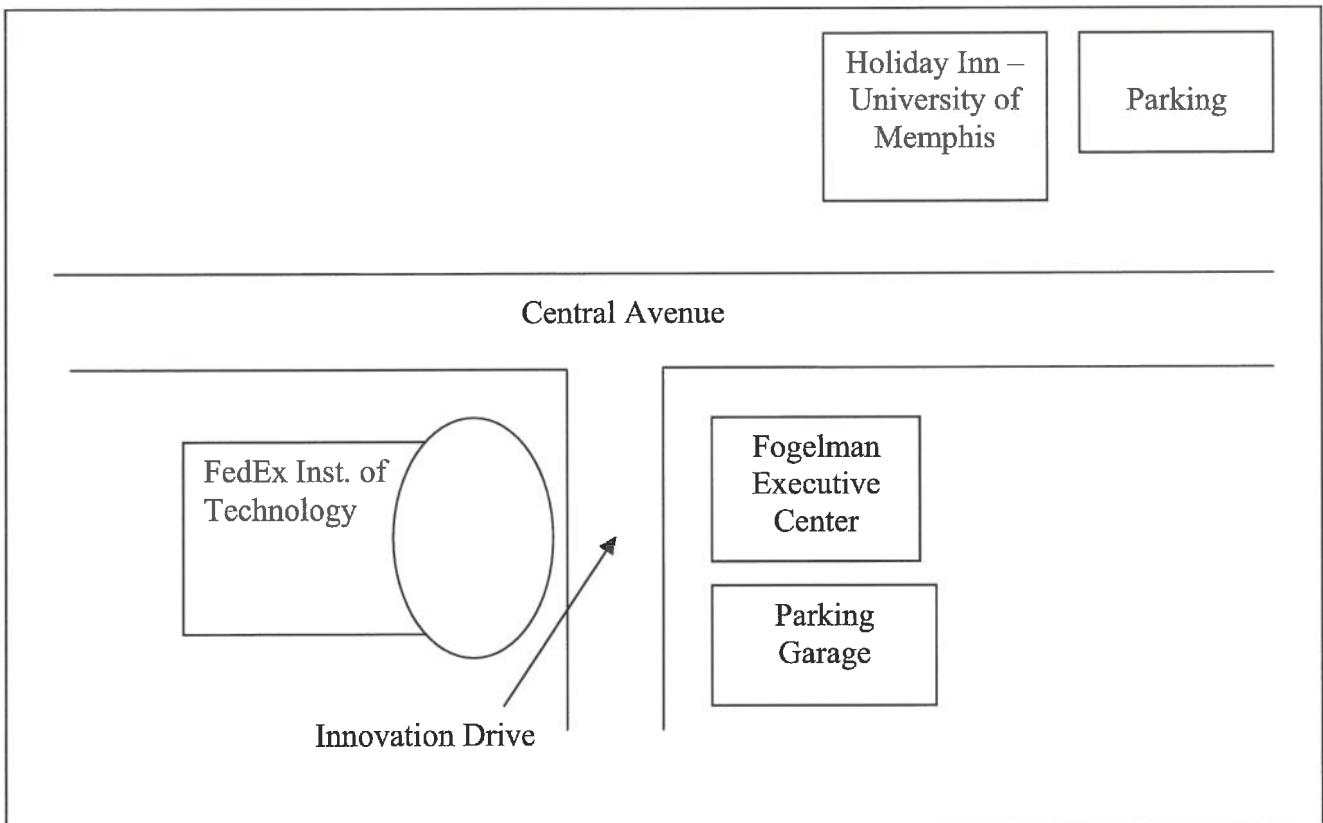 Holiday Inn –
University of
Memphis
Parking
Central Avenue
FedEx Inst. of
Technology
Fogelman
Executive
Center
Parking
Garage
Innovation Drive